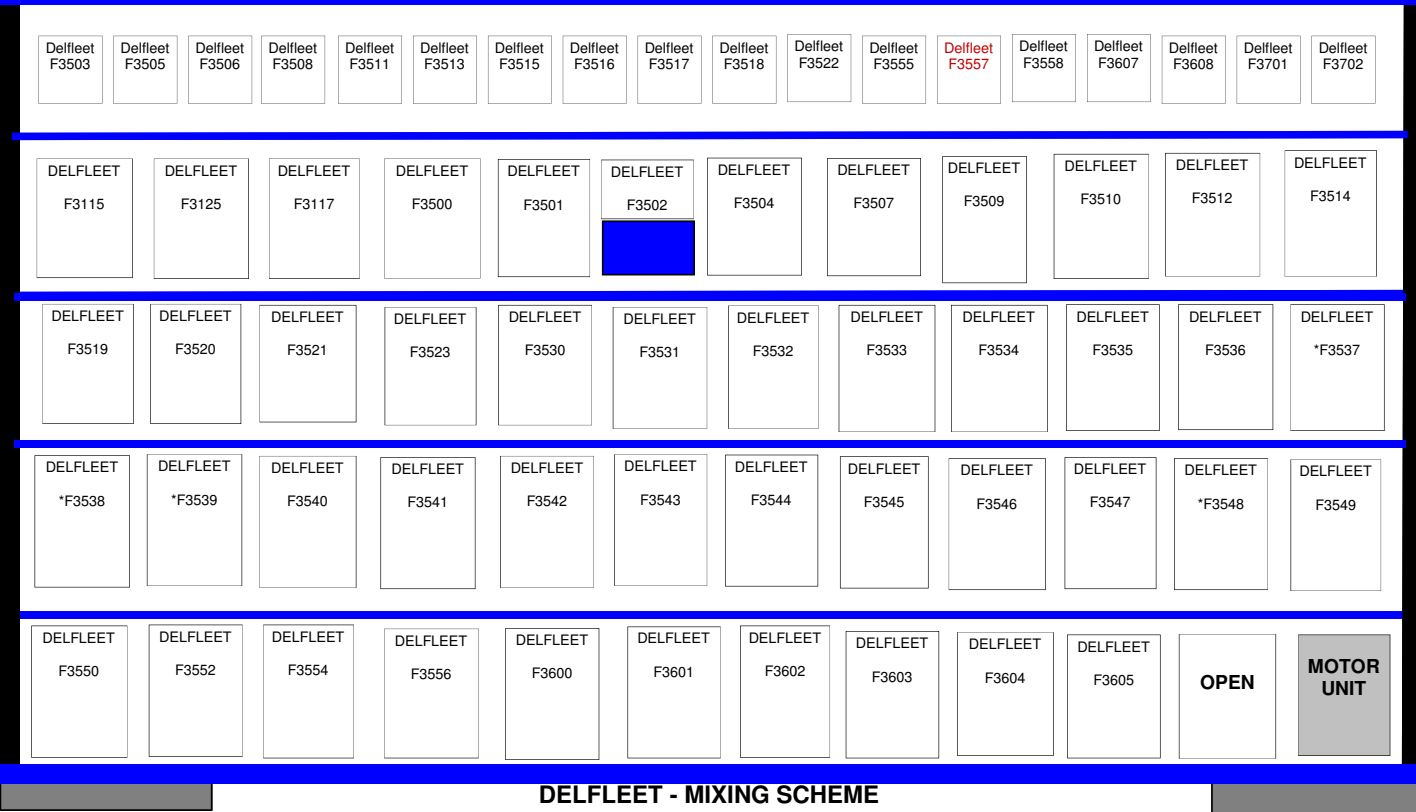 Delfleet Delfleet Delfleet Delfleet Delfleet Delfleet Delfleet Delfleet Delfleet Delfleet Delfleet Delfleet Delfleet Delfleet Delfleet Delfleet Delfleet Delfleet
F3503 F3505 F3506 F3508 F3511 F3513 F3515 F3516 F3517 F3518 F3522 F3555 F3557 F3558 F3607 F3608 F3701 F3702
DELFLEET DELFLEET DELFLEET DELFLEET DELFLEET DELFLEET DELFLEET DELFLEET DELFLEET DELFLEET DELFLEET DELFLEET
F3115 F3125 F3117 F3500 F3501 F3502 F3504 F3507 F3509 F3510 F3512 F3514
DELFLEET DELFLEET DELFLEET DELFLEET DELFLEET DELFLEET DELFLEET DELFLEET DELFLEET DELFLEET DELFLEET DELFLEET
F3519 F3520 F3521 F3523 F3530 F3531 F3532 F3533 F3534 F3535 F3536 *F3537
DELFLEET DELFLEET DELFLEET DELFLEET DELFLEET DELFLEET DELFLEET DELFLEET DELFLEET DELFLEET DELFLEET DELFLEET
*F3538 *F3539 F3540 F3541 F3542 F3543 F3544 F3545 F3546 F3547 *F3548 F3549
DELFLEET DELFLEET DELFLEET DELFLEET DELFLEET DELFLEET DELFLEET DELFLEET DELFLEET DELFLEET
F3550 F3552 F3554 F3556 F3600 F3601 F3602 F3603 F3604 F3605 OPEN MOTOR
UNIT
DELFLEET - MIXING SCHEME